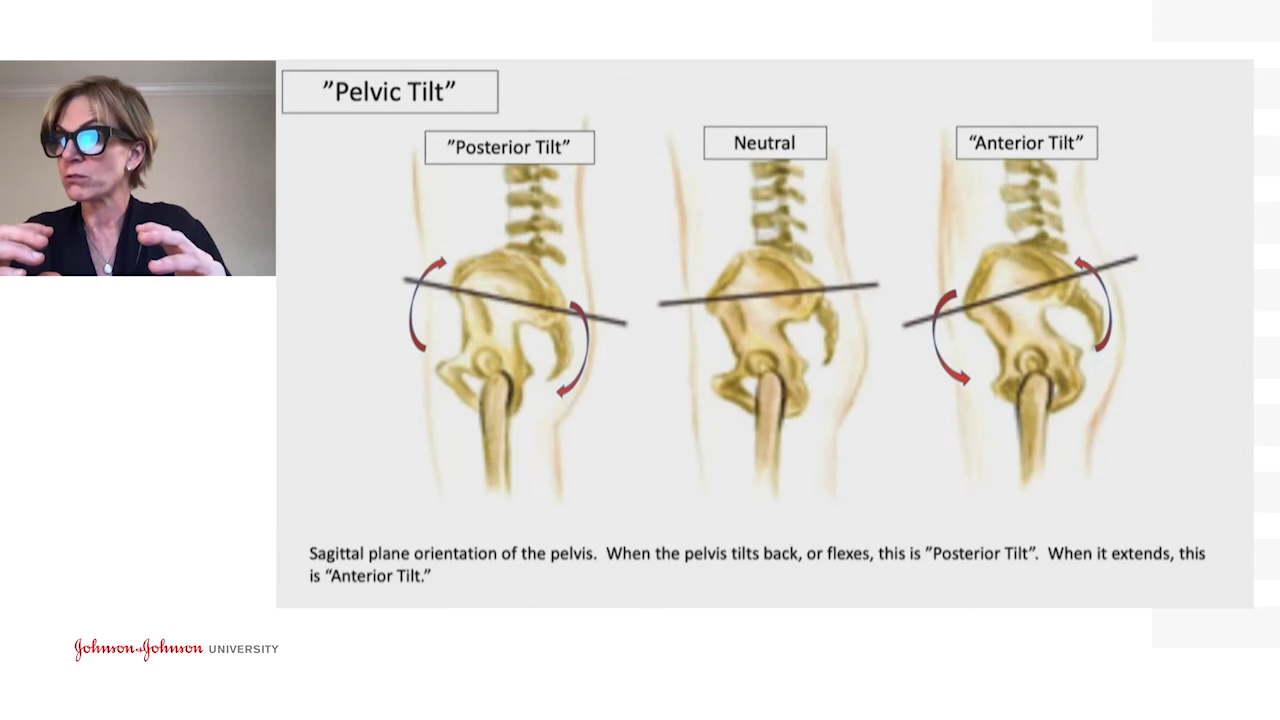 ”Pelvic Tilt”
”Posterior Tilt”
Neutral
“Anterior Tilt”
Sagittal plane orientation of the pelvis.  When the pelvis tilts back, or flexes, this is ”Posterior Tilt”.  When it extends, this
is “Anterior Tilt.”
Johnson & Johnson UNIVERSITY